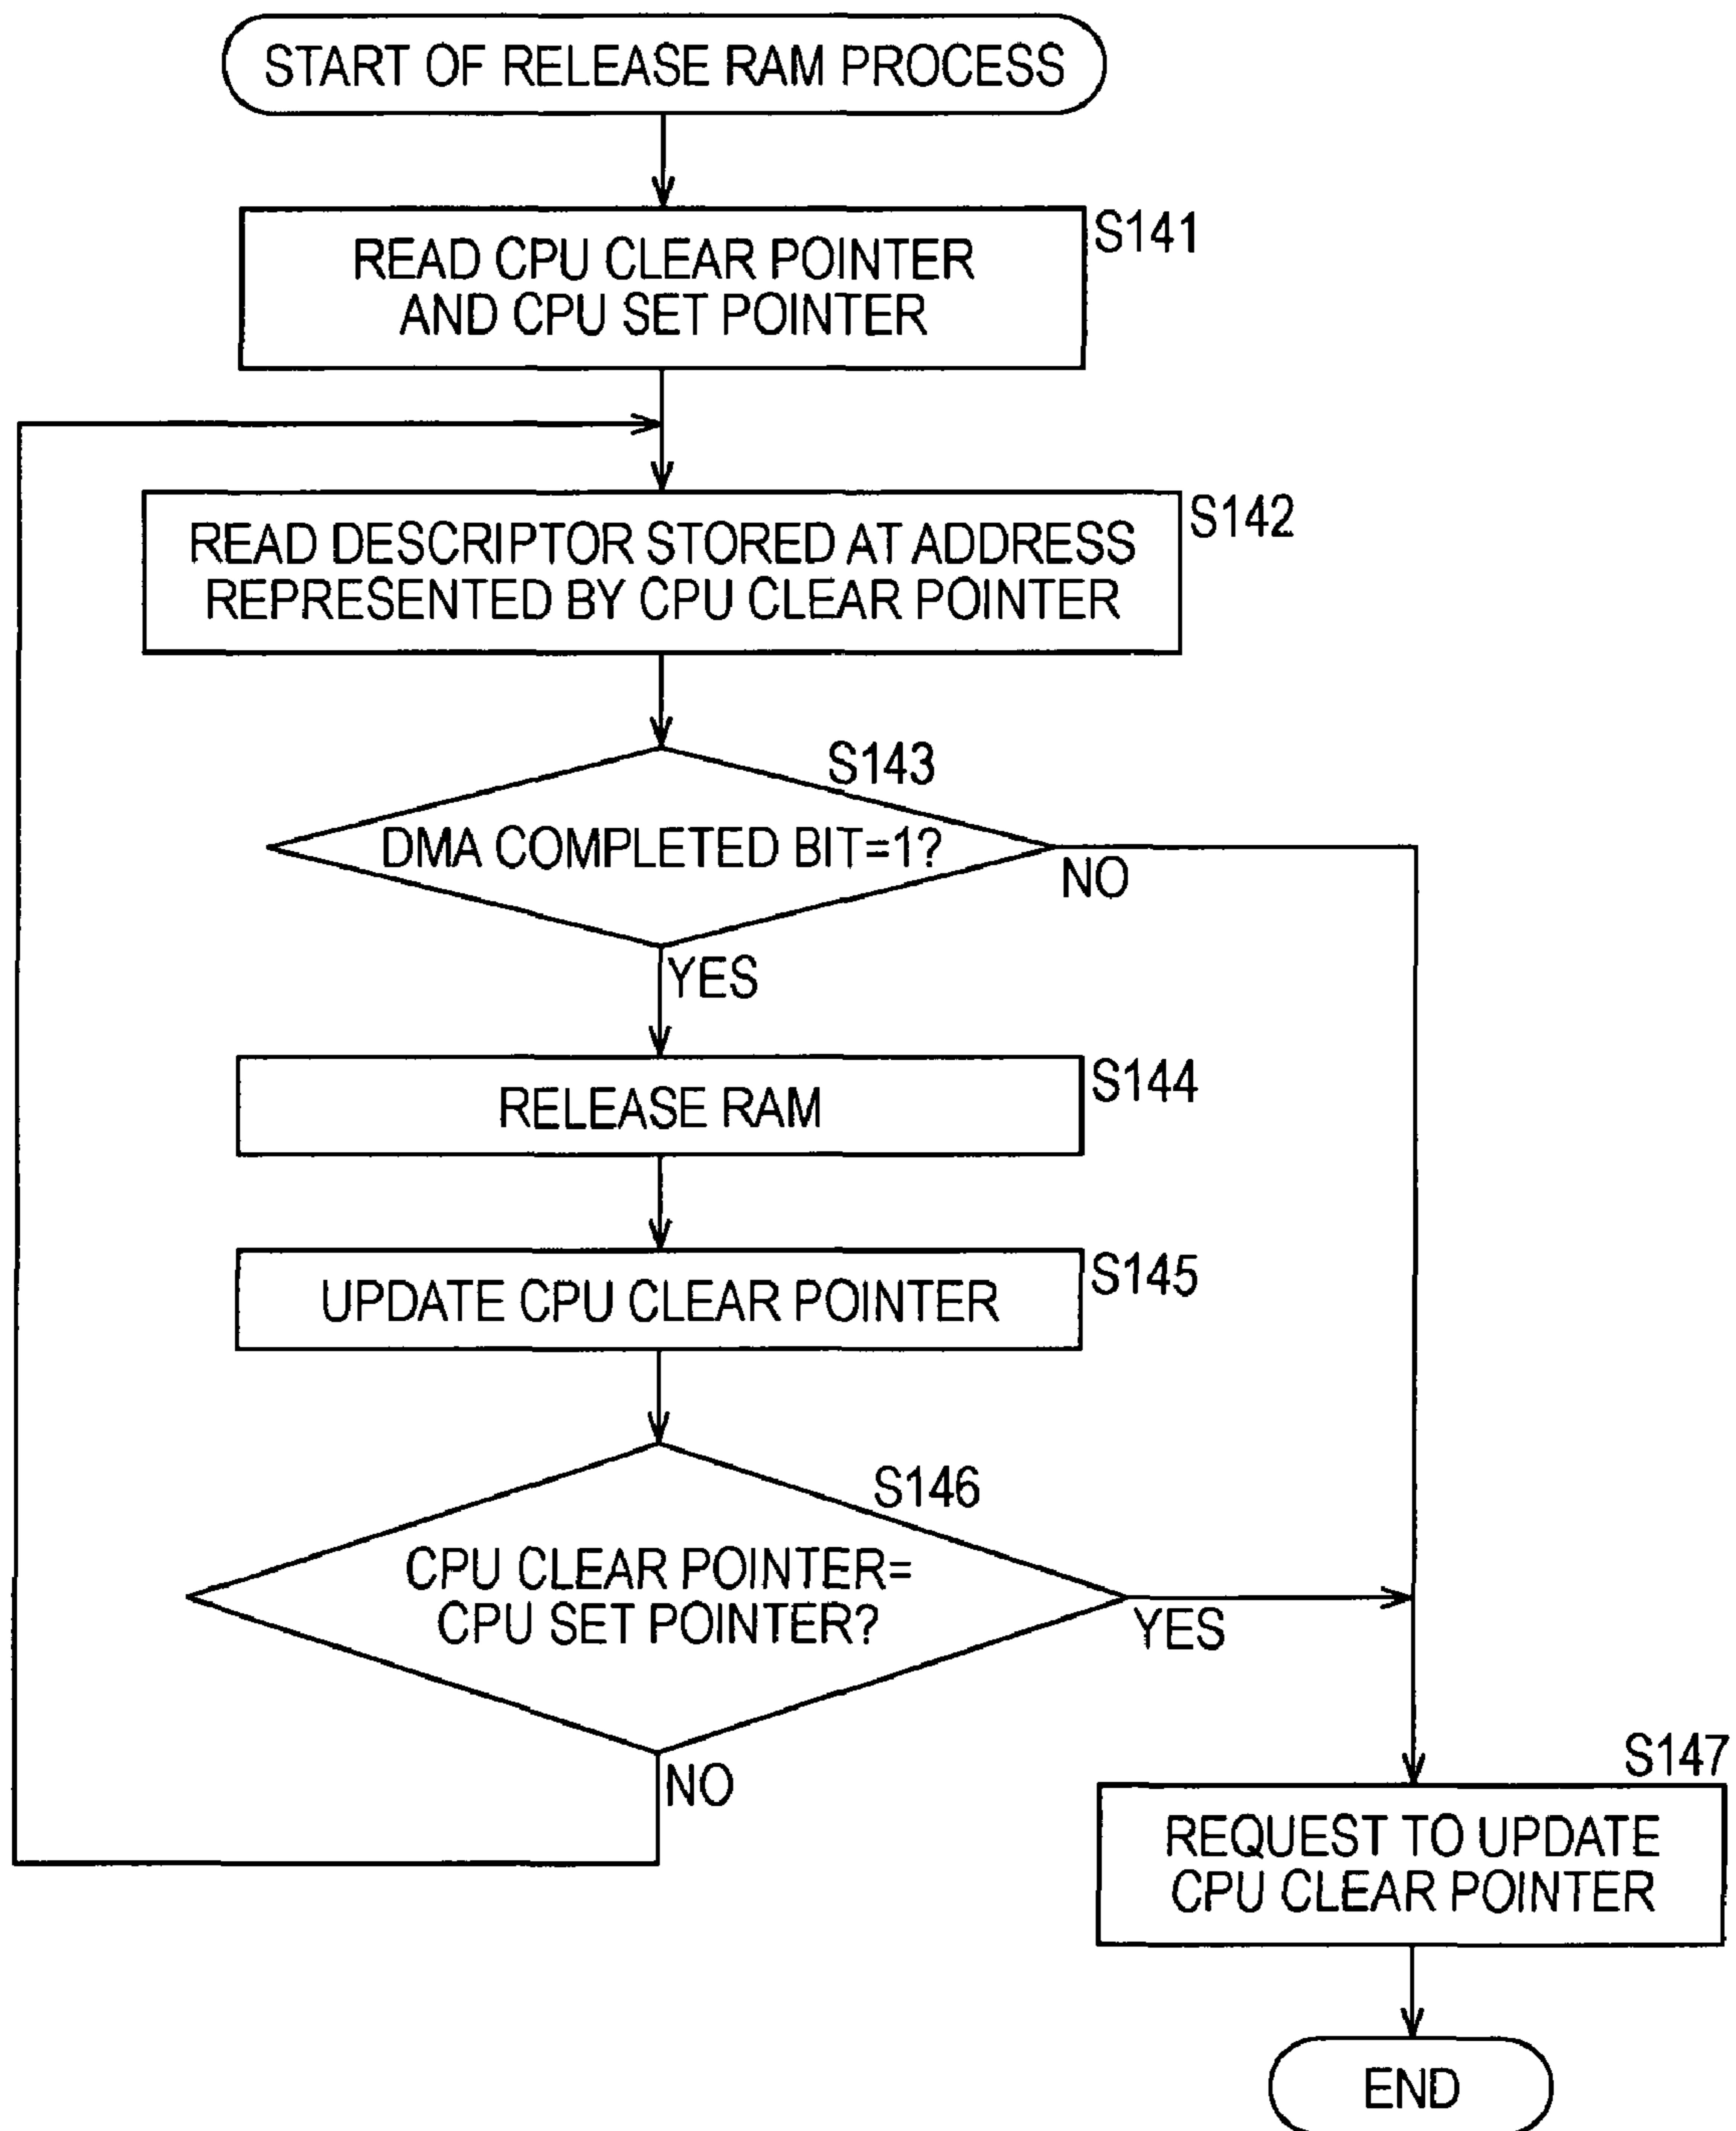 START OF RELEASE RAM PROCESS
S141
READ CPU CLEAR POINTER
AND CPU SET POINTER
S142
READ DESCRIPTOR STORED AT ADDRESS
REPRESENTED BY CPU CLEAR POINTER
S143
DMA COMPLETED BIT=1?
NO
YES
S144
RELEASE RAM
S145
UPDATE CPU CLEAR POINTER
S146
CPU CLEAR POINTER=
CPU SET POINTER?
YES
NO
S147
REQUEST TO UPDATE
CPU CLEAR POINTER
END